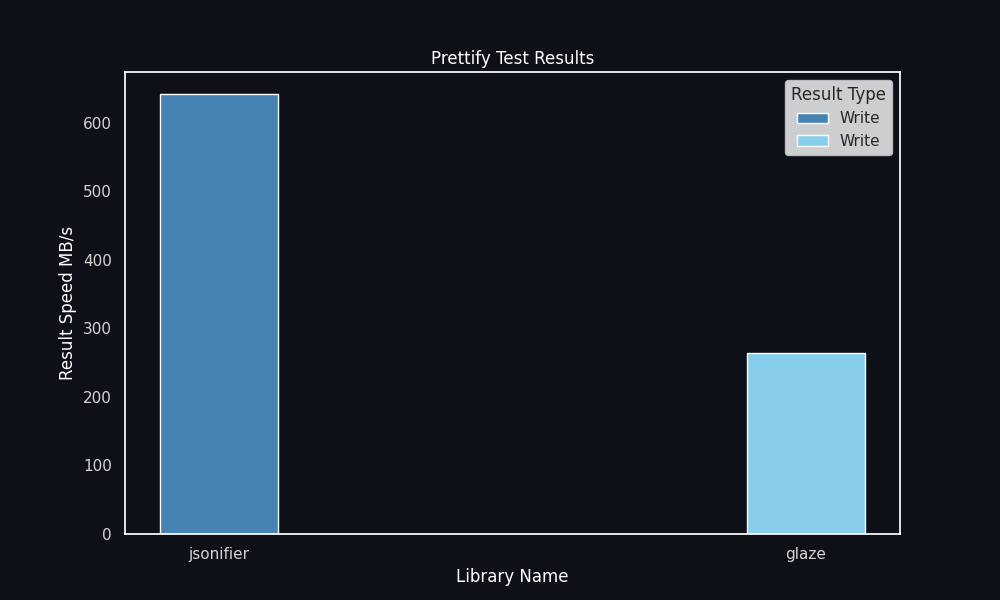 Prettify Test Results
Result Type
Write
Write
600
500
400
300
200
100
0
Result Speed MB/s
jsonifier
glaze
Library Name